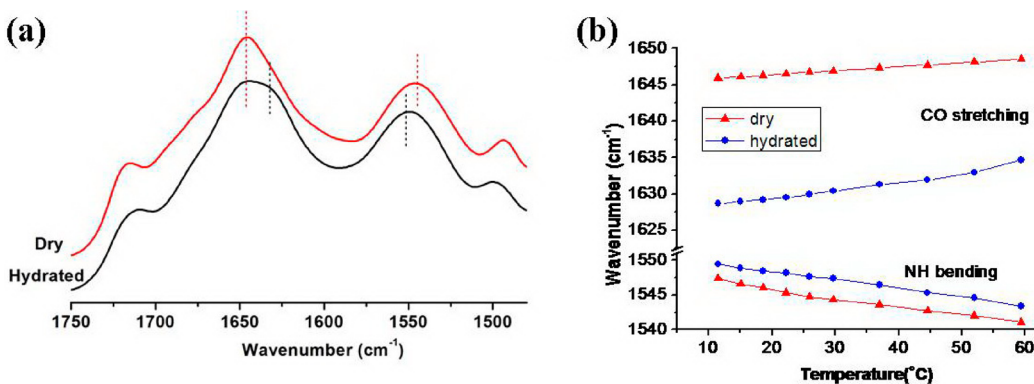 (a)
Dry
Hydrated
1750 1700 1650 1600 1550 1500
Wavenumber (cm-1)
(b)
Wavenumber (cm-1)
1650
1645
1640
1635
1630
1625
1550
1545
1540
dry
hydrated
CO stretching
NH bending
10 20 30 40 50 60
Temperature(°C)